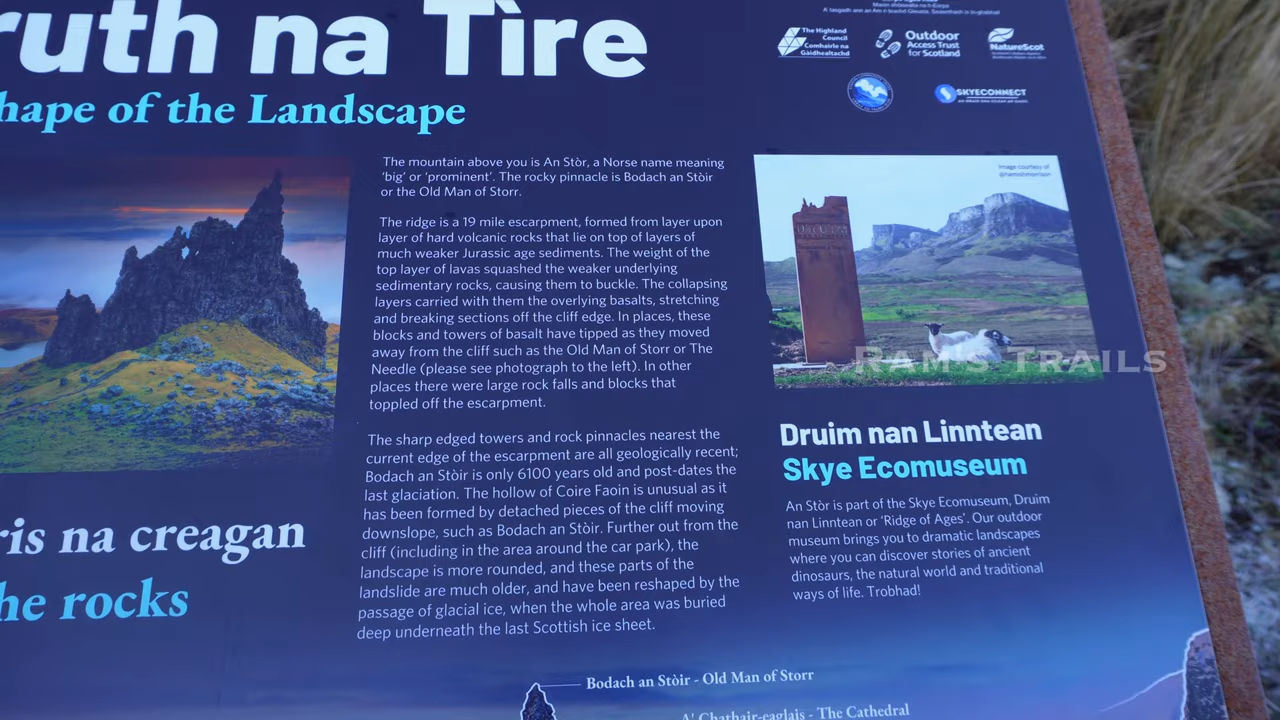 ruth na Tìre
hape of the Landscape
The Highland
Council
Comhairle na
Gàidhealtachd
Outdoor
Access Trust
for Scotland
NatureScot
SKYECONNECT
The mountain above you is An Stòr, a Norse name meaning
'big' or 'prominent'. The rocky pinnacle is Bodach an Stòir
or the Old Man of Storr.
The ridge is a 19 mile escarpment, formed from layer upon
layer of hard volcanic rocks that lie on top of layers of
much weaker Jurassic age sediments. The weight of the
top layer of lavas squashed the weaker underlying
sedimentary rocks, causing them to buckle. The collapsing
layers carried with them the overlying basalts, stretching
and breaking sections off the cliff edge. In places, these
blocks and towers of basalt have tipped as they moved
away from the cliff such as the Old Man of Storr or The
Needle (please see photograph to the left). In other
places there were large rock falls and blocks that
toppled off the escarpment.
The sharp edged towers and rock pinnacles nearest the
current edge of the escarpment are all geologically recent;
Bodach an Stòir is only 6100 years old and post-dates the
last glaciation. The hollow of Coire Faoin is unusual as it
has been formed by detached pieces of the cliff moving
downslope, such as Bodach an Stòir. Further out from the
cliff (including in the area around the car park), the
landscape is more rounded, and these parts of the
landslide are much older, and have been reshaped by the
passage of glacial ice, when the whole area was buried
deep underneath the last Scottish ice sheet.
Image courtesy of
RAM'S TRAILS
Druim nan Linntean
Skye Ecomuseum
An Stòr is part of the Skye Ecomuseum, Druim
nan Linntean or 'Ridge of Ages'. Our outdoor
museum brings you to dramatic landscapes
where you can discover stories of ancient
dinosaurs, the natural world and traditional
ways of life. Trobhad!
ris na creagan
he rocks
Bodach an Stòir - Old Man of Storr
A' Chathair-eaglais - The Cathedral